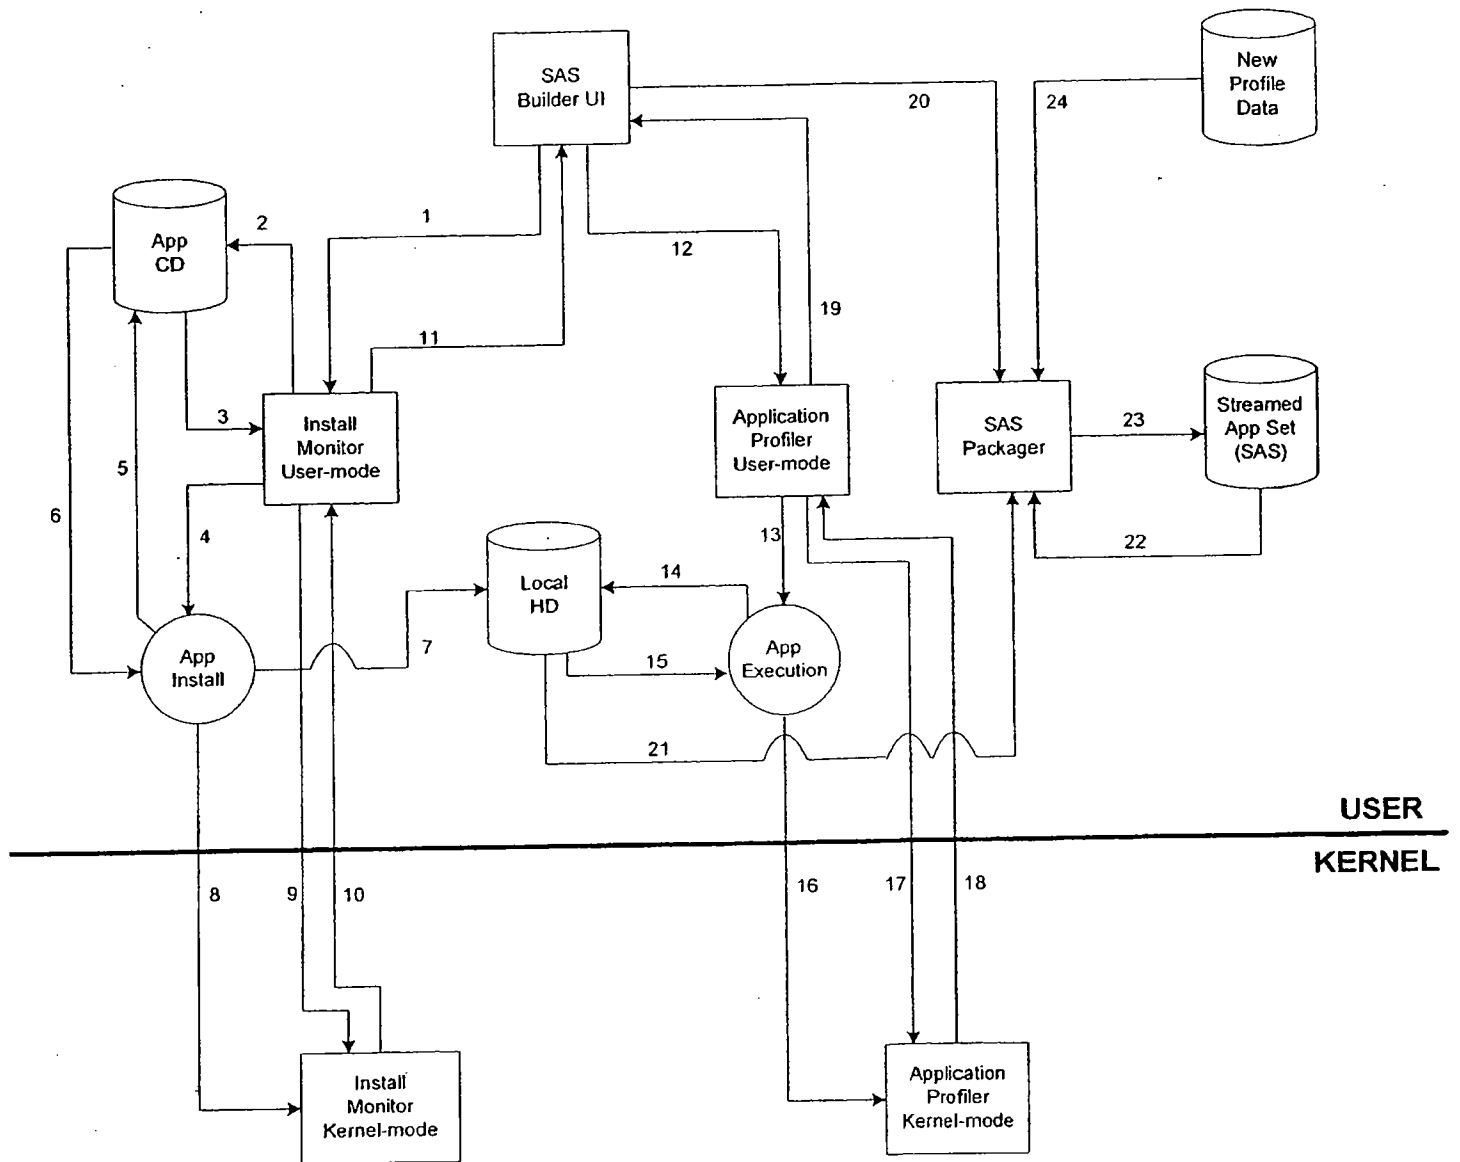 New
Profile
Data
SAS
Builder UI
20
24
App
CD
2
1
12
11
19
3
Install
Monitor
User-mode
Application
Profiler
User-mode
SAS
Packager
23
Streamed
App Set
(SAS)
5
6
4
13
22
Local
HD
14
7
15
App
Install
App
Execution
21
USER
KERNEL
8
9
10
16
17
18
Install
Monitor
Kernel-mode
Application
Profiler
Kernel-mode